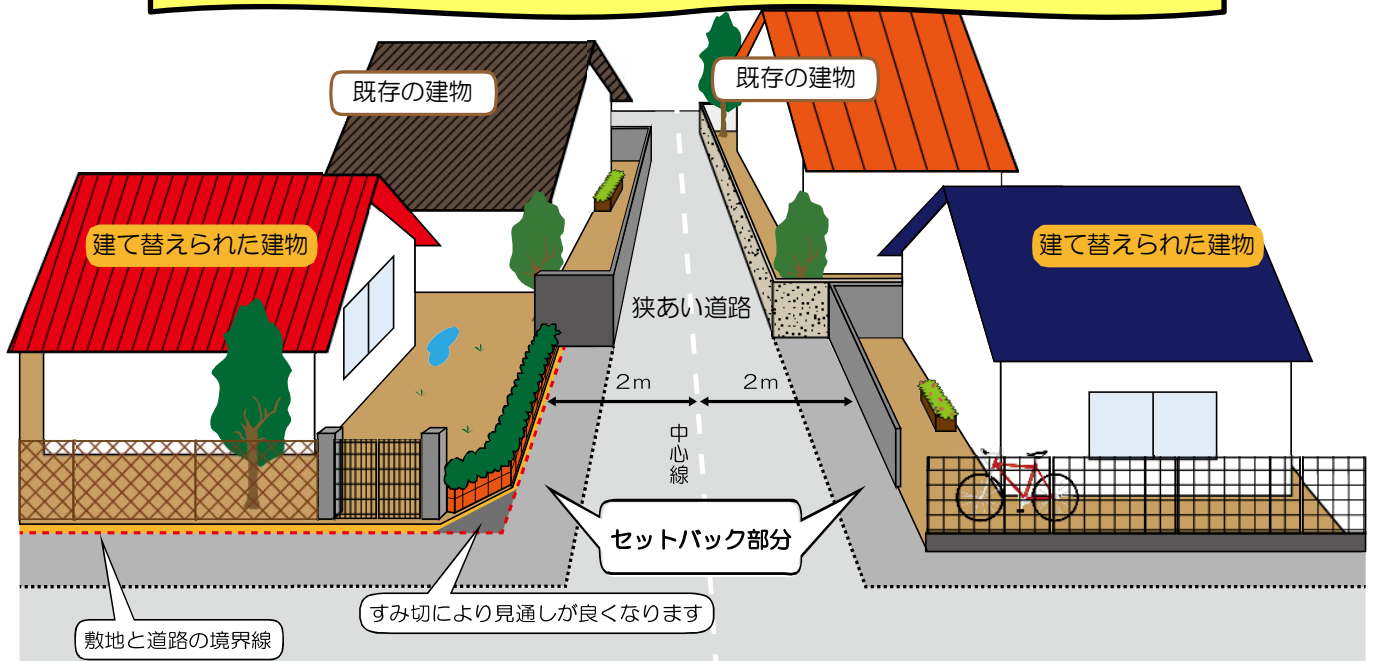 既存の建物
既存の建物
建て替えられた建物
建て替えられた建物
狭あい道路
2m
2m
中心線
セットバック部分
すみ切により見通しが良くなります
敷地と道路の境界線